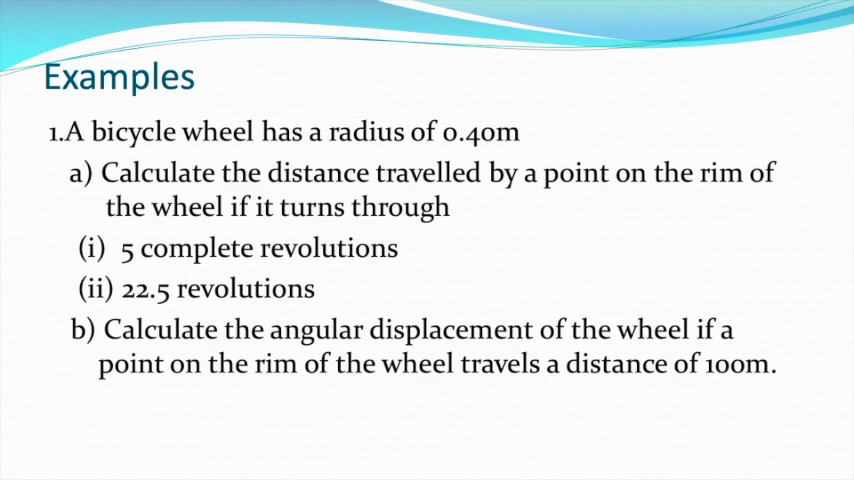 Examples
1.A bicycle wheel has a radius of 0.40m
a) Calculate the distance travelled by a point on the rim of
the wheel if it turns through
(i) 5 complete revolutions
(ii) 22.5 revolutions
b) Calculate the angular displacement of the wheel if a
point on the rim of the wheel travels a distance of 100m.